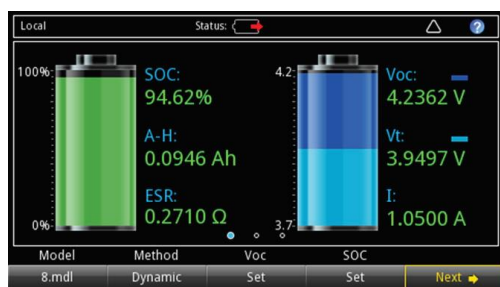 Local
Status:
?
100%
0%
SOC:
94.62%
A-H:
0.0946 Ah
ESR:
0.2710 Ω
4.2
3.7
Voc:
4.2362 V
Vt:
3.9497 V
I:
1.0500 A
Model
Method
Voc
SOC
8.mdl
Dynamic
Set
Set
Next